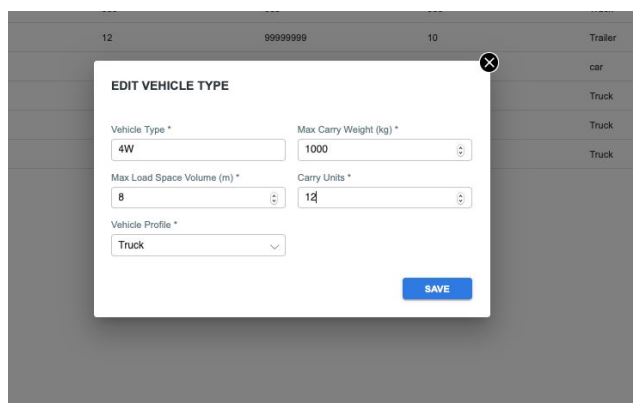 12 99999999 10 Trailer
car
EDIT VEHICLE TYPE
Truck
Vehicle Type * Max Carry Weight (kg) *
Truck
4W 1000
Truck
Max Load Space Volume (m) * Carry Units *
8 12
Vehicle Profile *
Truck
SAVE